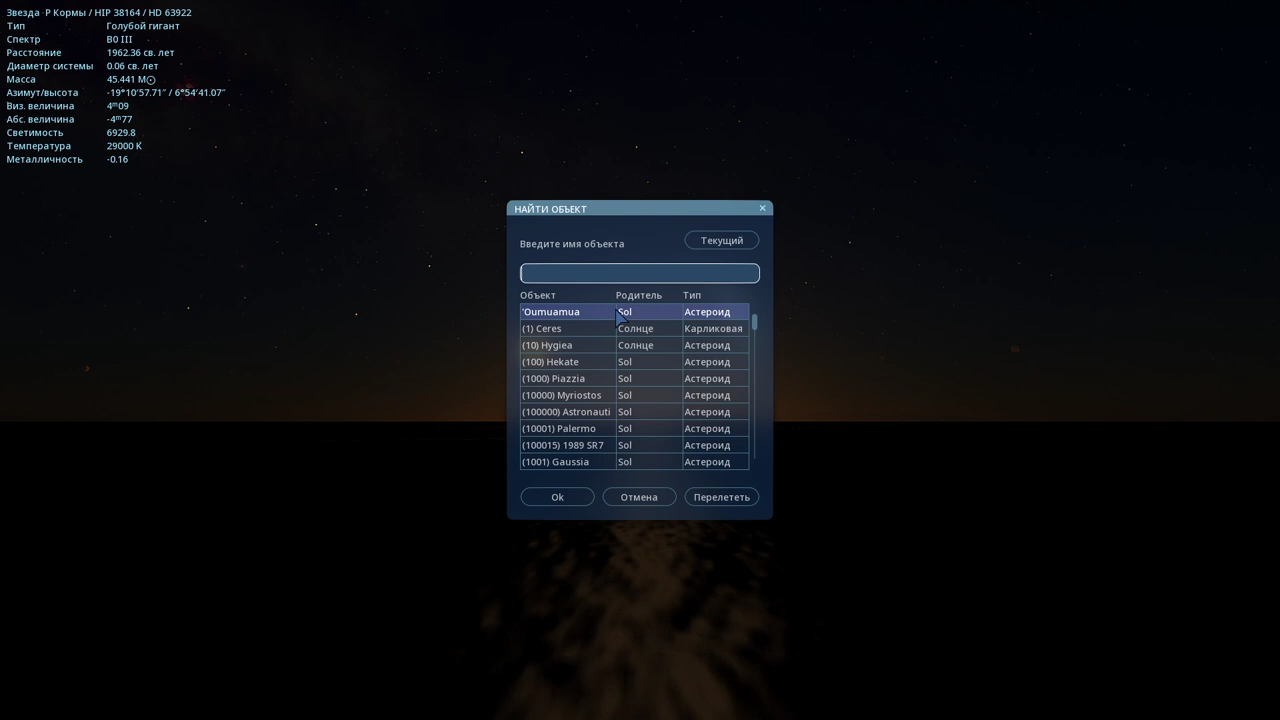 Звезда P Кормы / HIP 38164 / HD 63922
Тип Голубой гигант
Спектр B0 III
Расстояние 1962.36 св. лет
Диаметр системы 0.06 св. лет
Масса 45.441 M☉
Азимут/высота -19°10′57.71″ / 6°54′41.07″
Виз. величина 4ᵐ09
Абс. величина -4ᵐ77
Светимость 6929.8
Температура 29000 K
Металличность -0.16
НАЙТИ ОБЪЕКТ
Введите имя объекта Текущий
Объект Родитель Тип
'Oumuamua Sol Астероид
(1) Ceres Солнце Карликовая
(10) Hygiea Солнце Астероид
(100) Hekate Sol Астероид
(1000) Piazzia Sol Астероид
(10000) Myriostos Sol Астероид
(100000) Astronauti Sol Астероид
(10001) Palermo Sol Астероид
(100015) 1989 SR7 Sol Астероид
(1001) Gaussia Sol Астероид
Ok Отмена Перелететь